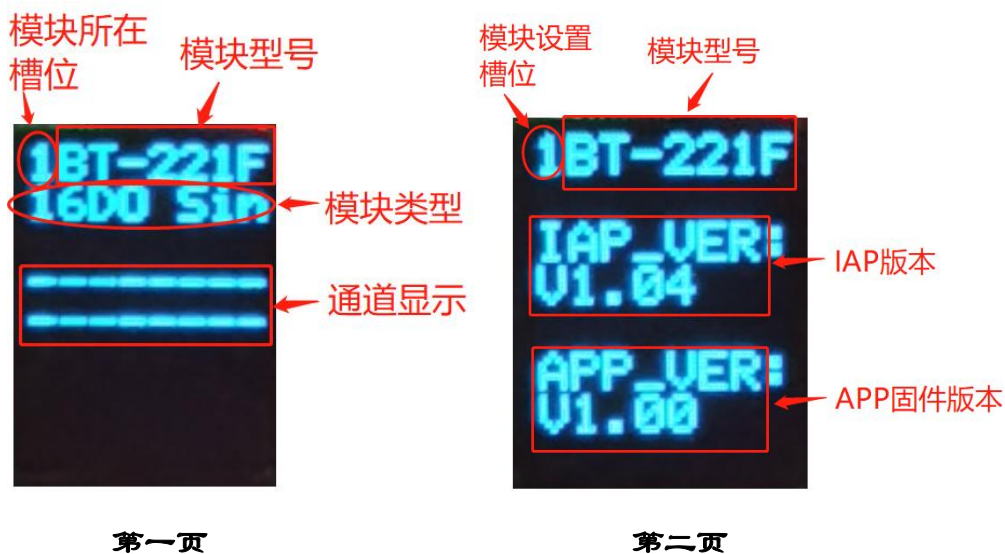 模块所在
槽位
模块型号
1BT-221F
16DO Sin
模块类型
通道显示
第一页
模块设置
槽位
模块型号
1BT-221F
IAP_VER:
V1.04
IAP版本
APP_VER:
V1.00
APP固件版本
第二页